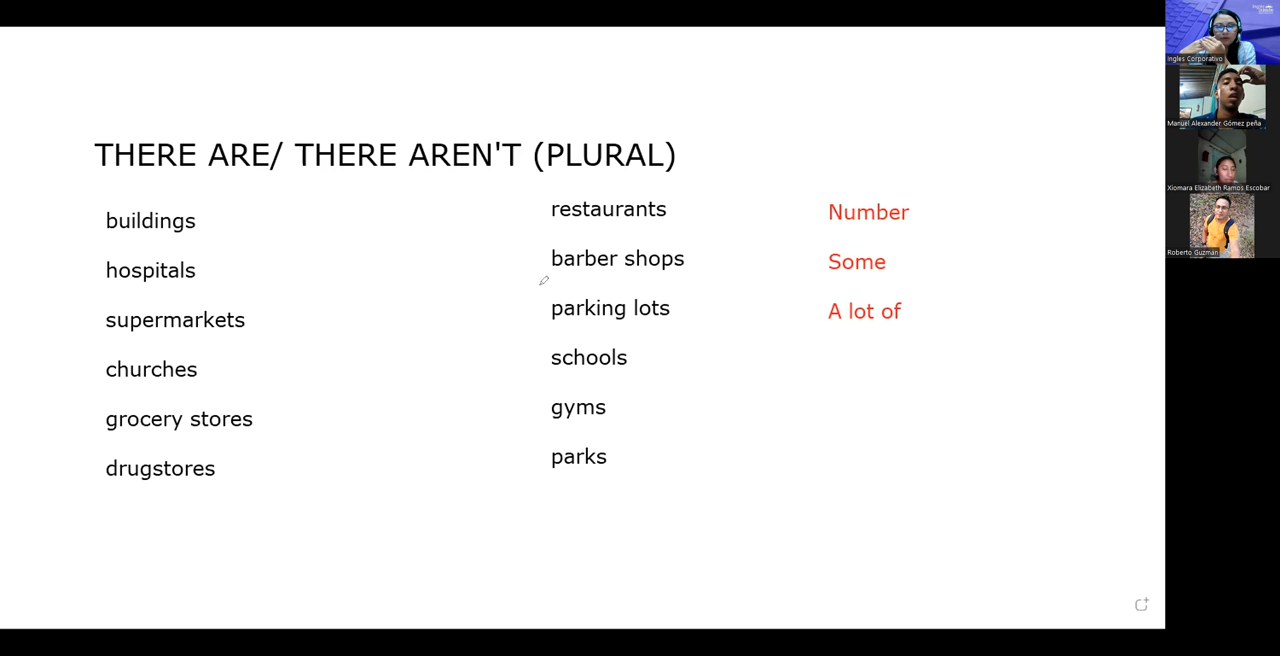 THERE ARE/ THERE AREN'T (PLURAL)
buildings
hospitals
supermarkets
churches
grocery stores
drugstores
restaurants
barber shops
parking lots
schools
gyms
parks
Number
Some
A lot of
Ingles Corporativo
Manuel Alexander Gómez peña
Xiomara Elizabeth Ramos Escobar
Roberto Guzman